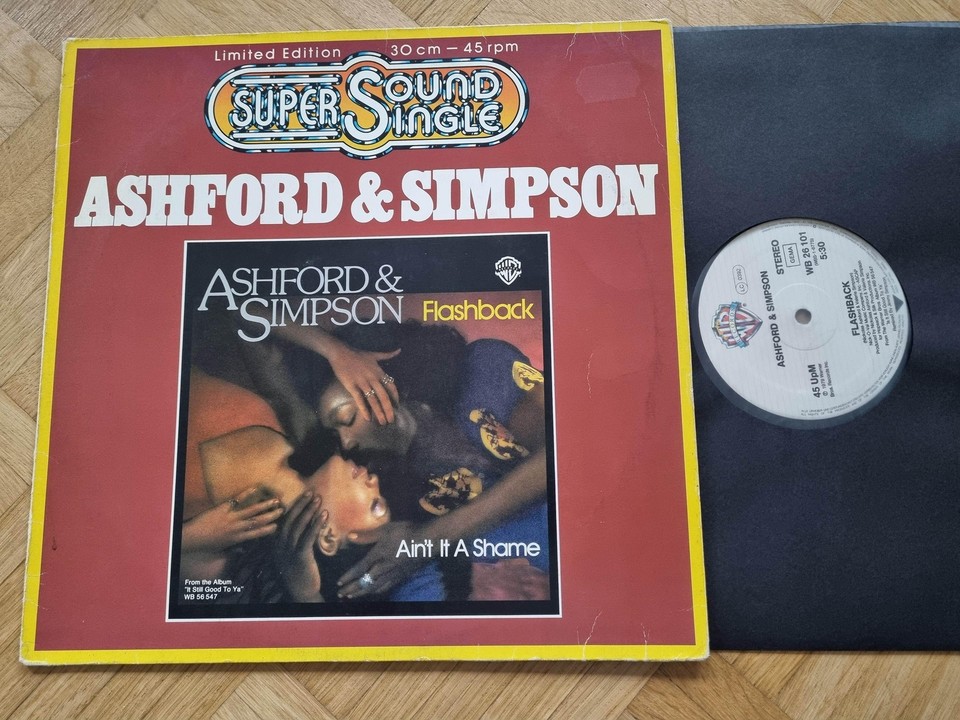 Limited Edition 30 cm — 45 rpm
SUPER SOUND SINGLE
ASHFORD & SIMPSON
ASHFORD &
SIMPSON
Flashback
Ain't It A Shame
From the Album
"It Still Good To Ya"
WB 56 547
ASHFORD & SIMPSON
STEREO
GEMA
LC 0392
WB 26 101
5:30
45 UpM
FLASHBACK